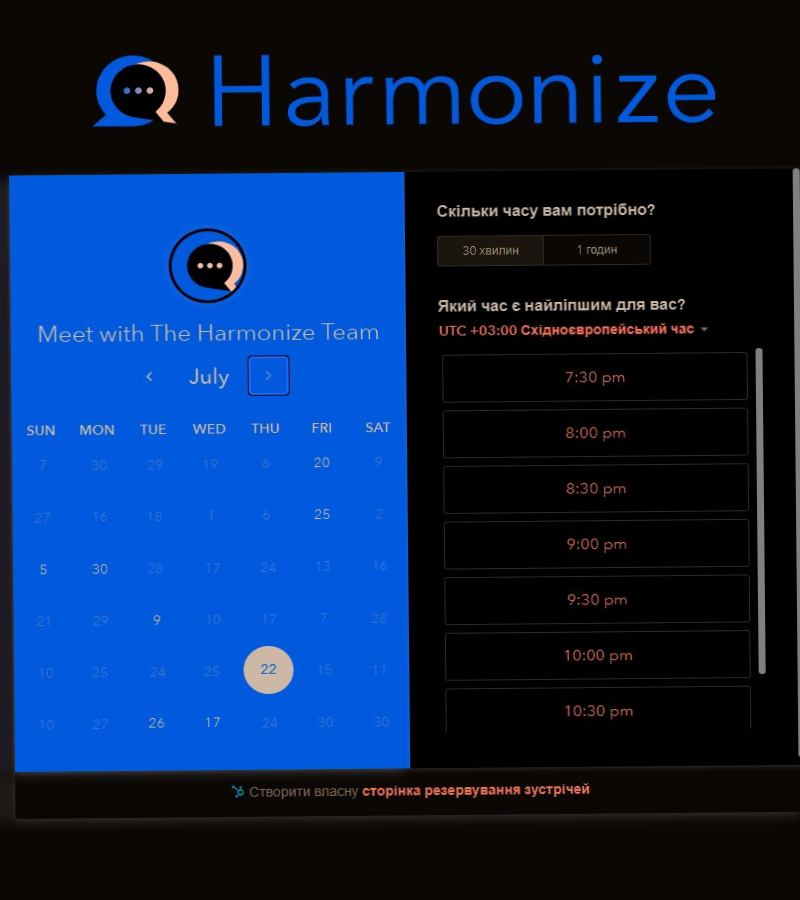 Harmonize
Meet with The Harmonize Team
July
SUN MON TUE WED THU FRI SAT
7 30 29 19 6 20 9
27 16 18 1 6 25 2
5 30 28 17 24 13 16
21 29 9 10 17 7 28
10 25 24 25 22 15 11
10 27 26 17 24 30 30
Скільки часу вам потрібно?
30 хвилин 1 годин
Який час є найліпшим для вас?
UTC +03:00 Східноєвропейський час
7:30 pm
8:00 pm
8:30 pm
9:00 pm
9:30 pm
10:00 pm
10:30 pm
Створити власну сторінка резервування зустрічей